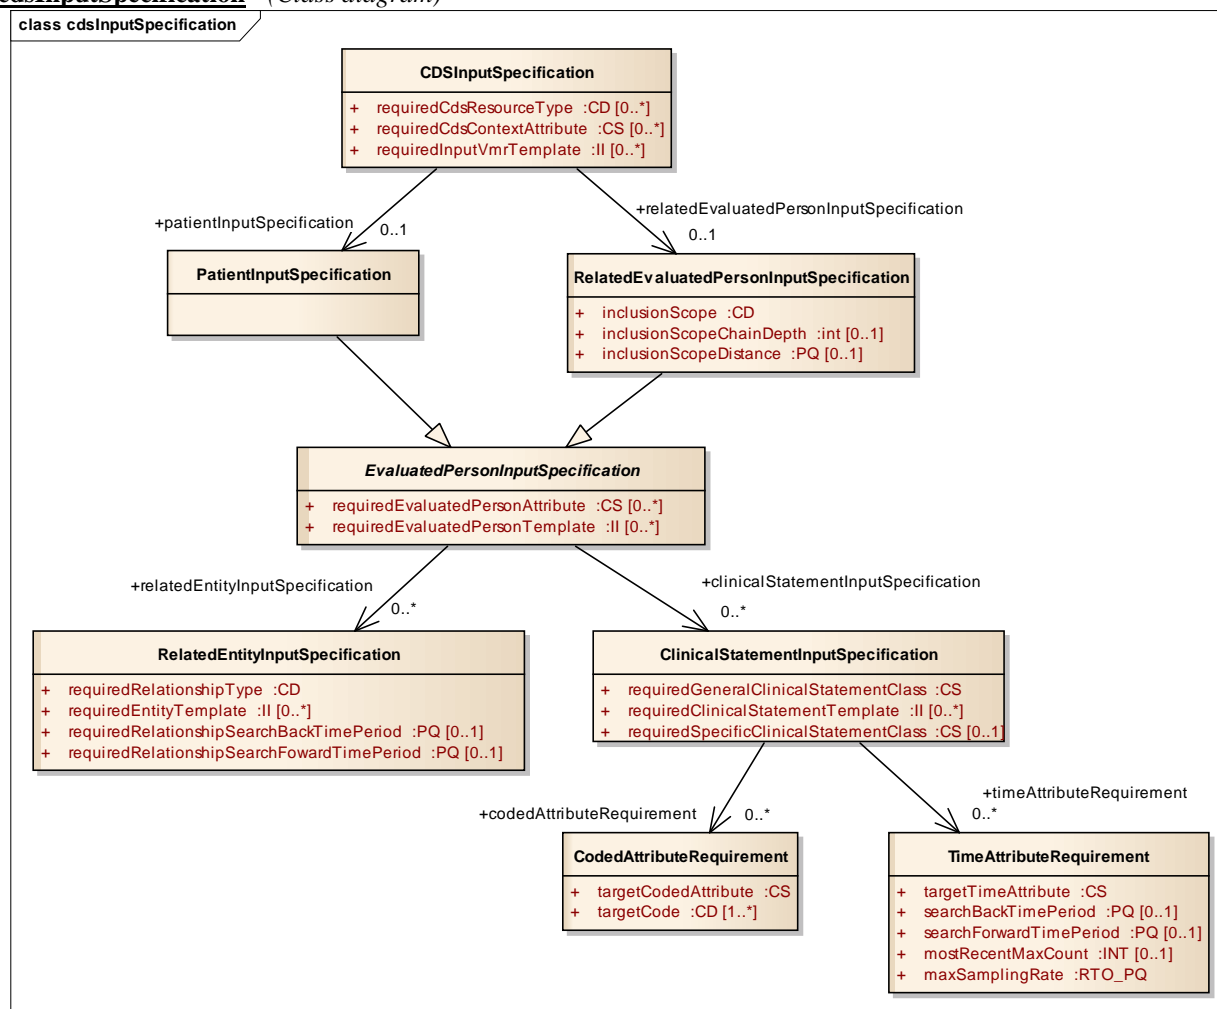 cdsInputSpecification (Class diagram)
class cdsInputSpecification
CDSInputSpecification
+ requiredCdsResourceType :CD [0..*]
+ requiredCdsContextAttribute :CS [0..*]
+ requiredInputVmrTemplate :II [0..*]
+patientInputSpecification
0..1
+relatedEvaluatedPersonInputSpecification
0..1
PatientInputSpecification
RelatedEvaluatedPersonInputSpecification
+ inclusionScope :CD
+ inclusionScopeChainDepth :int [0..1]
+ inclusionScopeDistance :PQ [0..1]
EvaluatedPersonInputSpecification
+ requiredEvaluatedPersonAttribute :CS [0..*]
+ requiredEvaluatedPersonTemplate :II [0..*]
+relatedEntityInputSpecification
0..*
+clinicalStatementInputSpecification
0..*
RelatedEntityInputSpecification
+ requiredRelationshipType :CD
+ requiredEntityTemplate :II [0..*]
+ requiredRelationshipSearchBackTimePeriod :PQ [0..1]
+ requiredRelationshipSearchFowardTimePeriod :PQ [0..1]
ClinicalStatementInputSpecification
+ requiredGeneralClinicalStatementClass :CS
+ requiredClinicalStatementTemplate :II [0..*]
+ requiredSpecificClinicalStatementClass :CS [0..1]
+codedAttributeRequirement
0..*
+timeAttributeRequirement
0..*
CodedAttributeRequirement
+ targetCodedAttribute :CS
+ targetCode :CD [1..*]
TimeAttributeRequirement
+ targetTimeAttribute :CS
+ searchBackTimePeriod :PQ [0..1]
+ searchForwardTimePeriod :PQ [0..1]
+ mostRecentMaxCount :INT [0..1]
+ maxSamplingRate :RTO_PQ